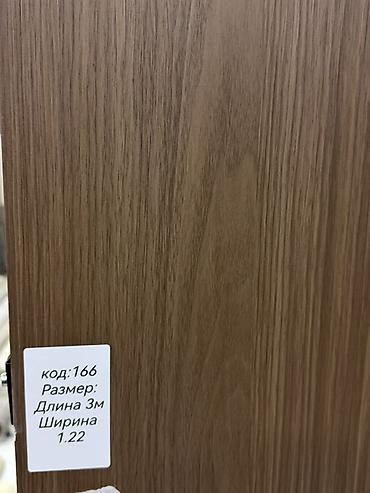 код:166
Размер:
Длина 3м
Ширина
1.22